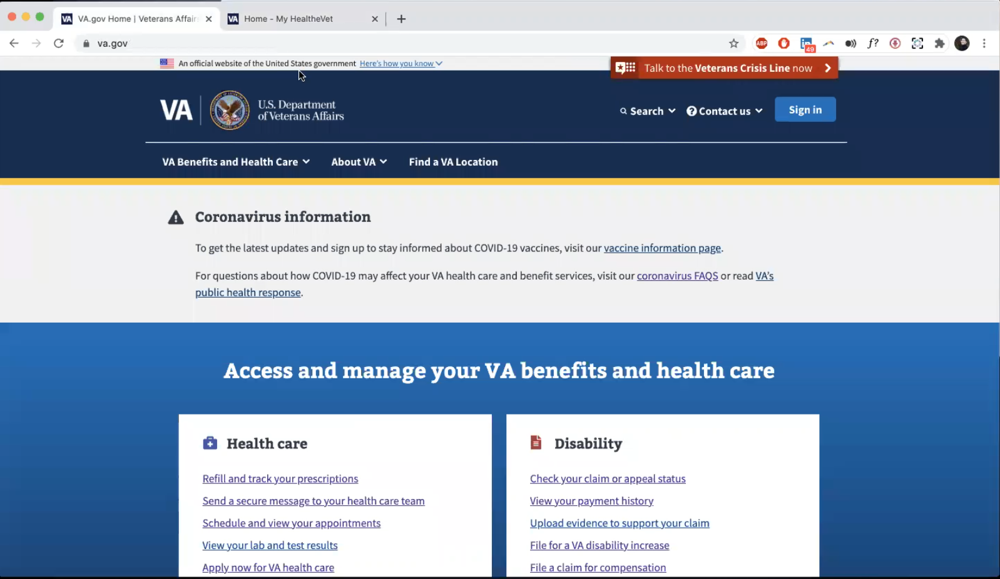 VA VA.gov Home | Veterans Affair
VA Home - My HealtheVet
va.gov
ABP
in
49
f?
An official website of the United States government Here's how you know
Talk to the Veterans Crisis Line now
VA
U.S. Department
of Veterans Affairs
Search
Contact us
Sign in
VA Benefits and Health Care
About VA
Find a VA Location
Coronavirus information
To get the latest updates and sign up to stay informed about COVID-19 vaccines, visit our vaccine information page.
For questions about how COVID-19 may affect your VA health care and benefit services, visit our coronavirus FAQS or read VA's
public health response.
Access and manage your VA benefits and health care
Health care
Refill and track your prescriptions
Send a secure message to your health care team
Schedule and view your appointments
View your lab and test results
Apply now for VA health care
Disability
Check your claim or appeal status
View your payment history
Upload evidence to support your claim
File for a VA disability increase
File a claim for compensation